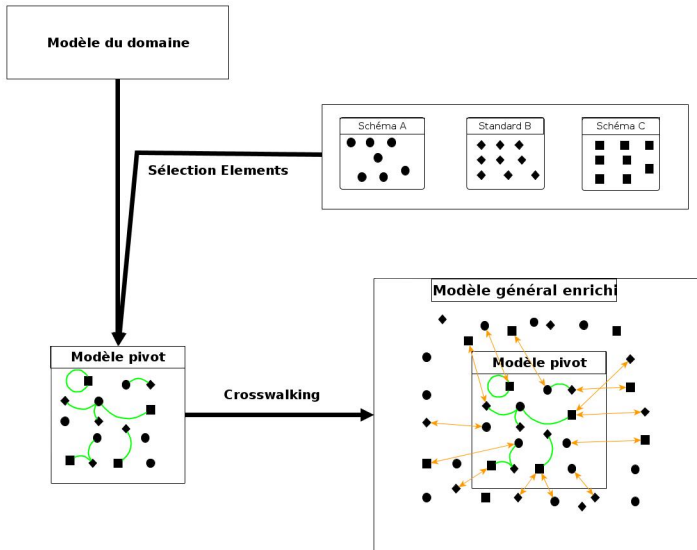 Modèle du domaine
Schéma A
Standard B
Schéma C
Sélection Elements
Modèle général enrichi
Modèle pivot
Modèle pivot
Crosswalking